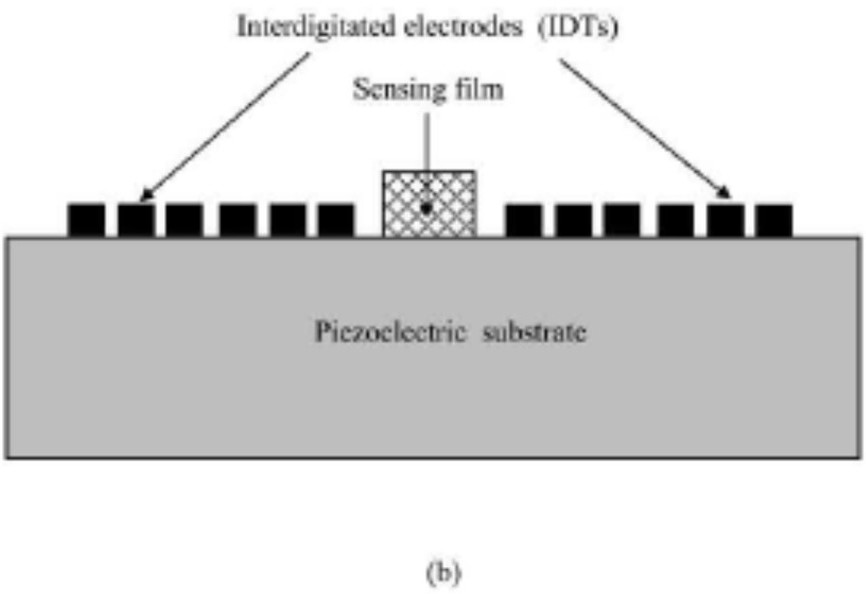 Interdigitated electrodes (IDTs)
Sensing film
Piezoelectric substrate
(b)